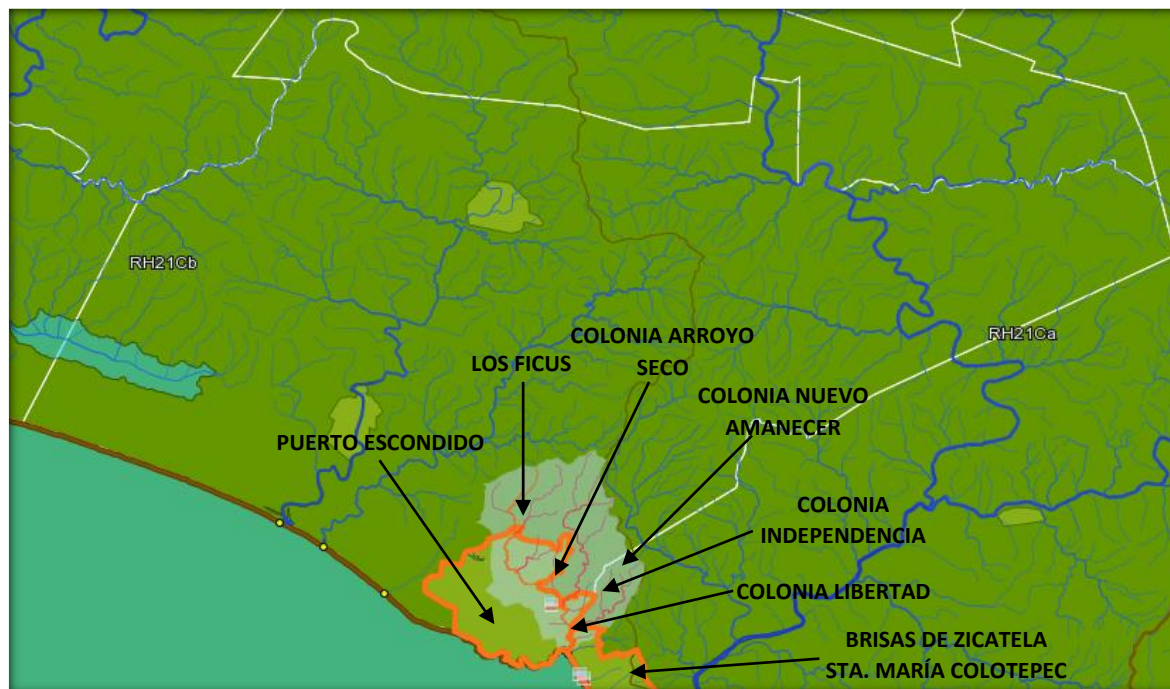 RH21Cb
RH21Ca
COLONIA ARROYO
SECO
LOS FICUS
COLONIA NUEVO
AMANECER
PUERTO ESCONDIDO
COLONIA
INDEPENDENCIA
COLONIA LIBERTAD
BRISAS DE ZICATELA
STA. MARÍA COLOTEPEC